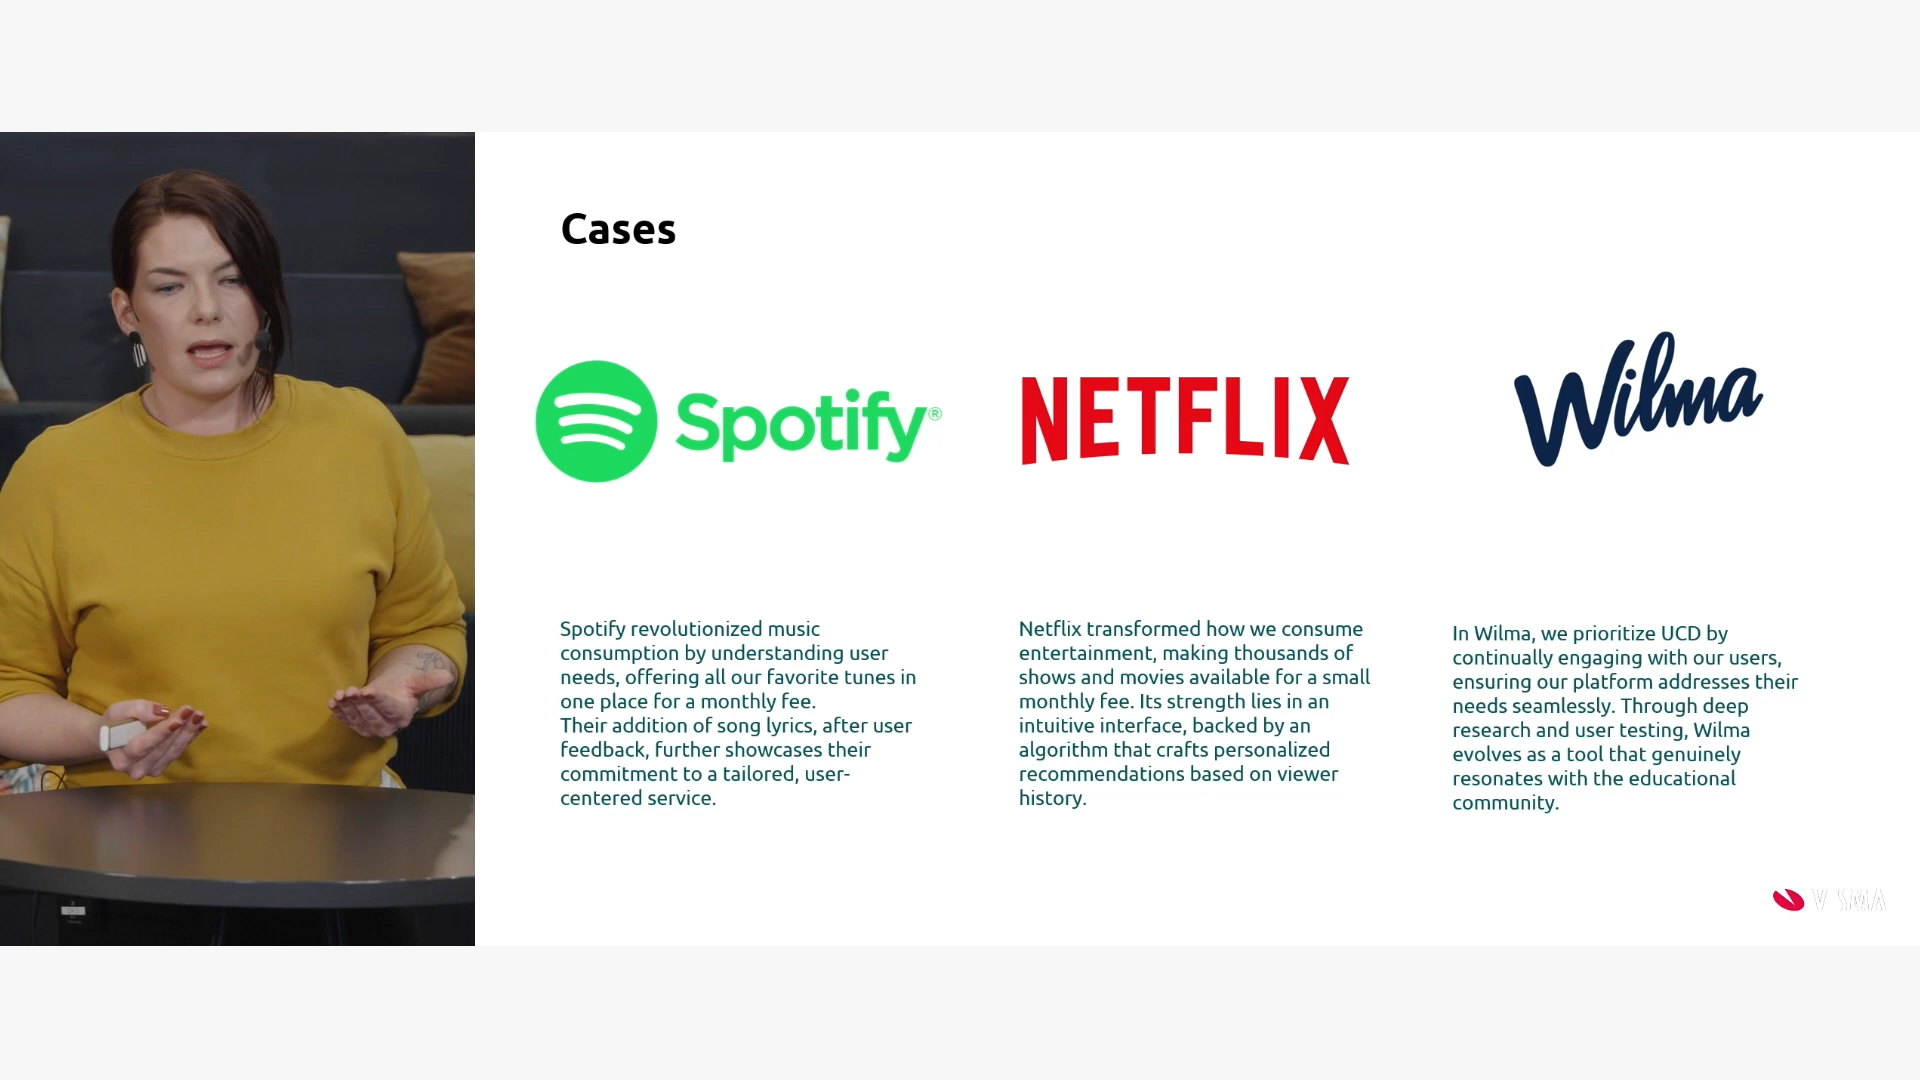 Cases
Spotify®
NETFLIX
Wilma
Spotify revolutionized music
consumption by understanding user
needs, offering all our favorite tunes in
one place for a monthly fee.
Their addition of song lyrics, after user
feedback, further showcases their
commitment to a tailored, user-
centered service.
Netflix transformed how we consume
entertainment, making thousands of
shows and movies available for a small
monthly fee. Its strength lies in an
intuitive interface, backed by an
algorithm that crafts personalized
recommendations based on viewer
history.
In Wilma, we prioritize UCD by
continually engaging with our users,
ensuring our platform addresses their
needs seamlessly. Through deep
research and user testing, Wilma
evolves as a tool that genuinely
resonates with the educational
community.
VISMA